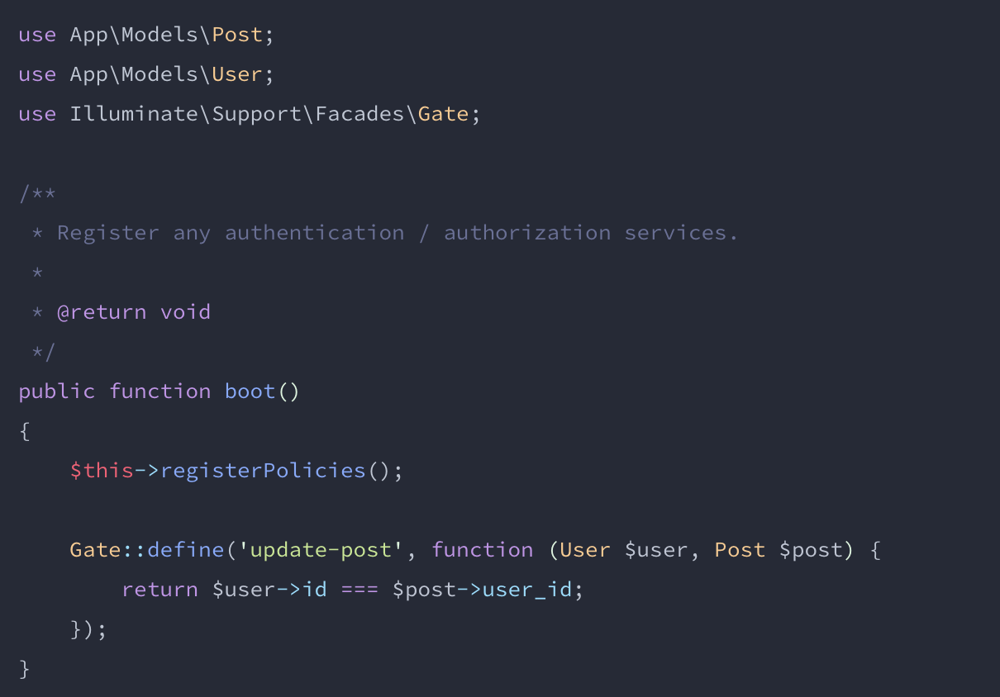 use App\Models\Post;
use App\Models\User;
use Illuminate\Support\Facades\Gate;

/**
 * Register any authentication / authorization services.
 *
 * @return void
 */
public function boot()
{
    $this->registerPolicies();

    Gate::define('update-post', function (User $user, Post $post) {
        return $user->id === $post->user_id;
    });
}